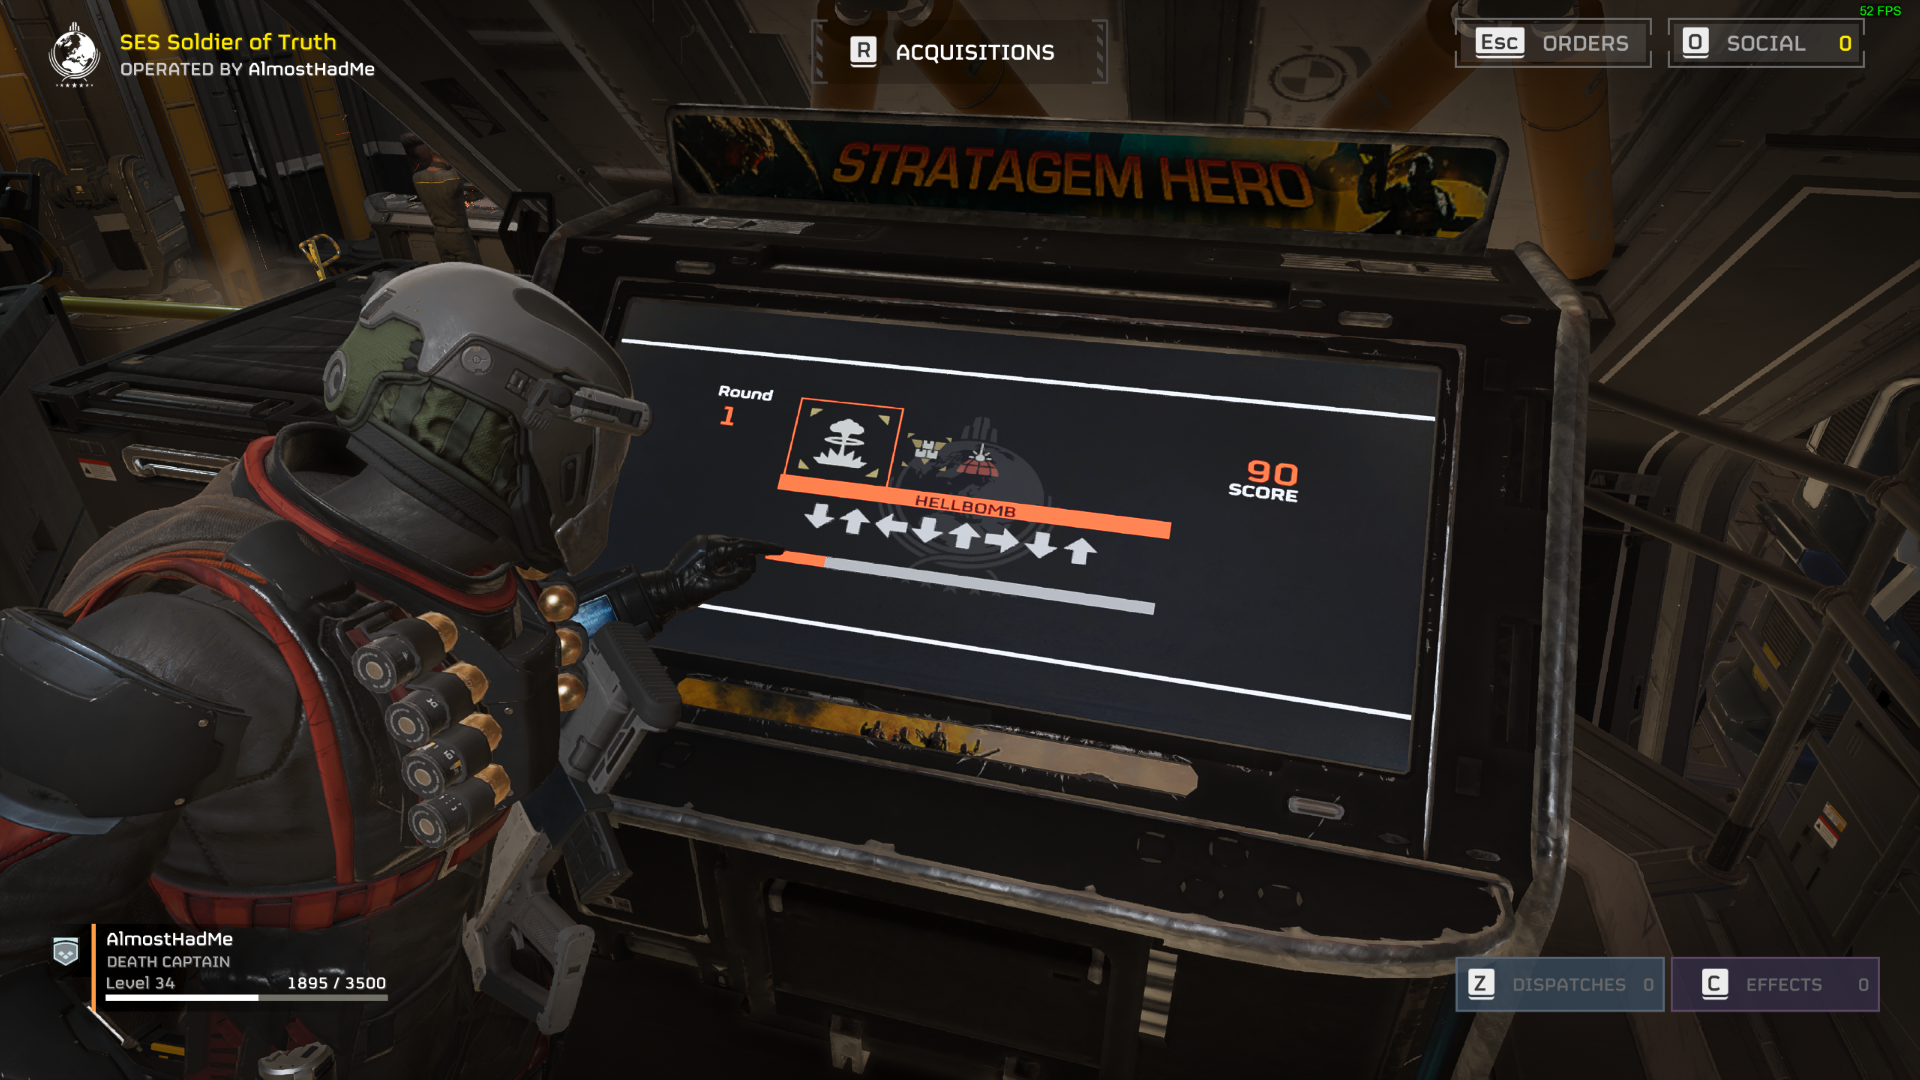 52 FPS
SES Soldier of Truth
OPERATED BY AlmostHadMe
R ACQUISITIONS
Esc ORDERS
O SOCIAL 0
STRATAGEM HERO
Round
1
90
SCORE
HELLBOMB
AlmostHadMe
DEATH CAPTAIN
Level 34 1895 / 3500
Z DISPATCHES 0
C EFFECTS 0